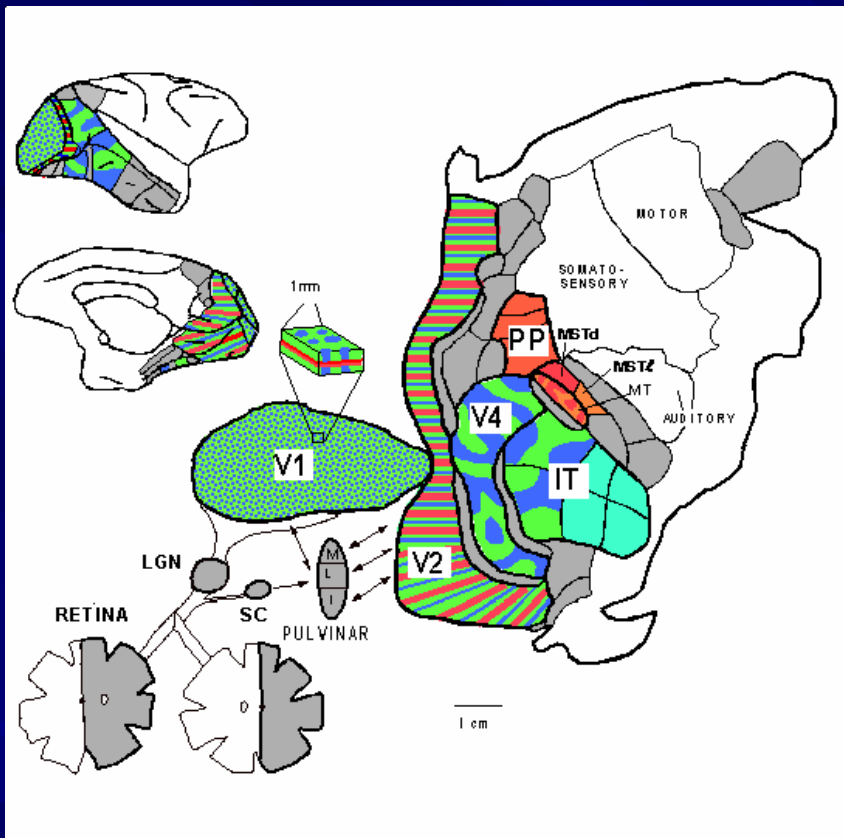 MOTOR
SOMATO-
SENSORY
1mm
PP
MSTd
MSTℓ
MT
V4
AUDITORY
V1
IT
LGN
M
L
I
V2
RETINA
SC
PULVINAR
1 cm